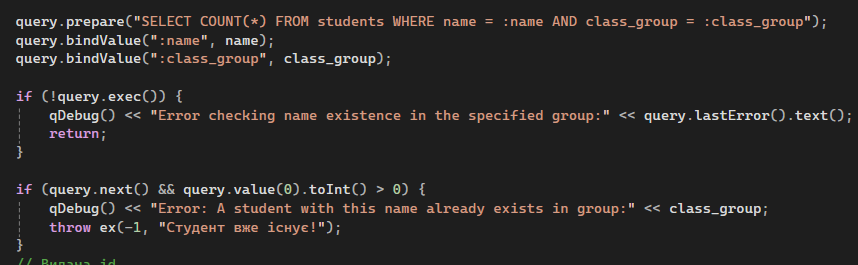 query.prepare("SELECT COUNT(*) FROM students WHERE name = :name AND class_group = :class_group");
query.bindValue(":name", name);
query.bindValue(":class_group", class_group);
if (!query.exec()) {
qDebug() << "Error checking name existence in the specified group:" << query.lastError().text();
return;
}
if (query.next() && query.value(0).toInt() > 0) {
qDebug() << "Error: A student with this name already exists in group:" << class_group;
throw ex(-1, "Студент вже існує!");
}